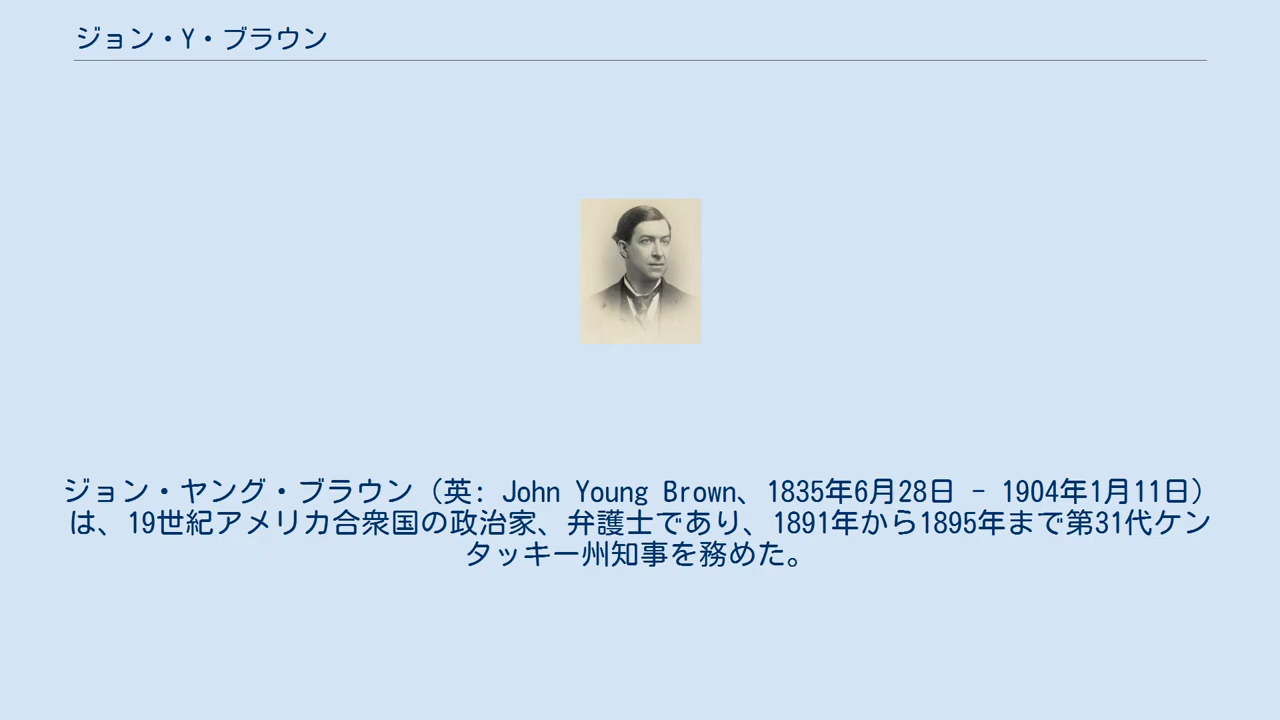 ジョン・Y・ブラウン
ジョン・ヤング・ブラウン（英: John Young Brown、1835年6月28日 - 1904年1月11日）
は、19世紀アメリカ合衆国の政治家、弁護士であり、1891年から1895年まで第31代ケン
タッキー州知事を務めた。